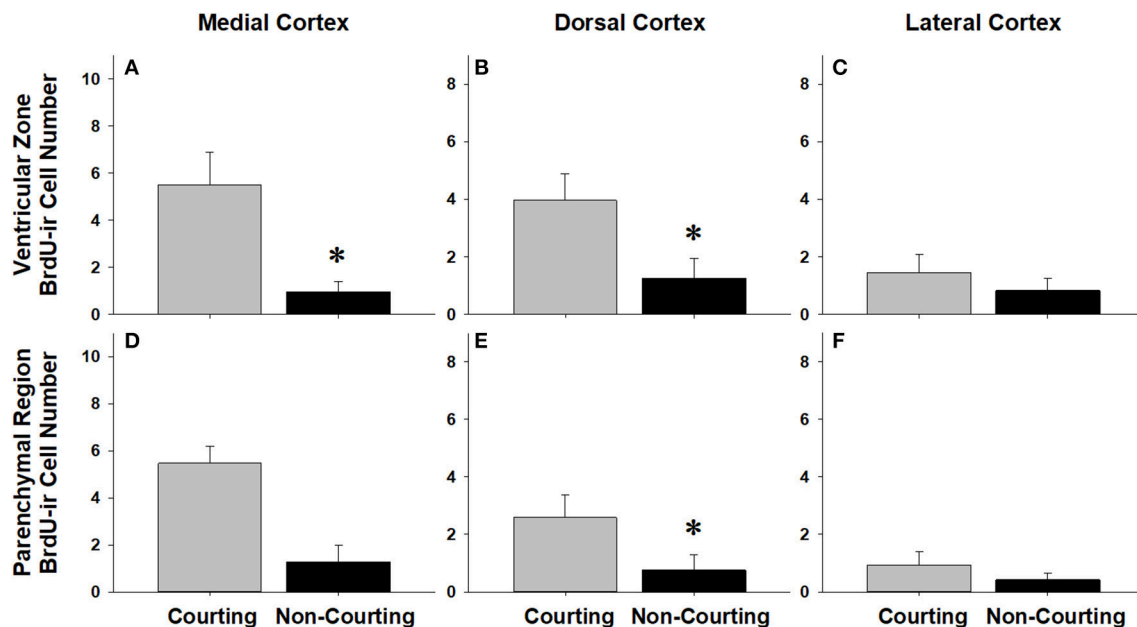 Medial Cortex
Dorsal Cortex
Lateral Cortex
Ventricular Zone
BrdU-ir Cell Number
A
10
8
6
4
2
0
*
B
8
6
4
2
0
*
C
8
6
4
2
0
Parenchymal Region
BrdU-ir Cell Number
D
10
8
6
4
2
0
E
8
6
4
2
0
*
F
8
6
4
2
0
Courting Non-Courting
Courting Non-Courting
Courting Non-Courting